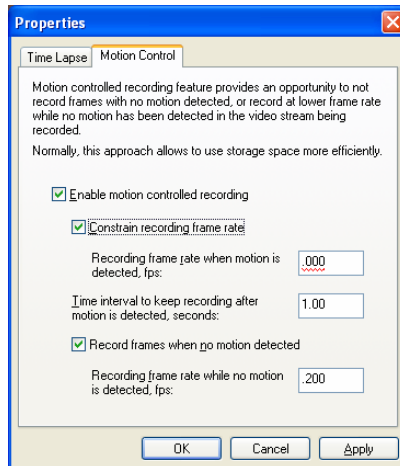 Properties
Time Lapse Motion Control
Motion controlled recording feature provides an opportunity to not
record frames with no motion detected, or record at lower frame rate
while no motion has been detected in the video stream being
recorded.
Normally, this approach allows to use storage space more efficiently.
Enable motion controlled recording
Constrain recording frame rate
Recording frame rate when motion is
detected, fps:
.000
Time interval to keep recording after
motion is detected, seconds:
1.00
Record frames when no motion detected
Recording frame rate while no motion
is detected, fps:
.200
OK Cancel Apply